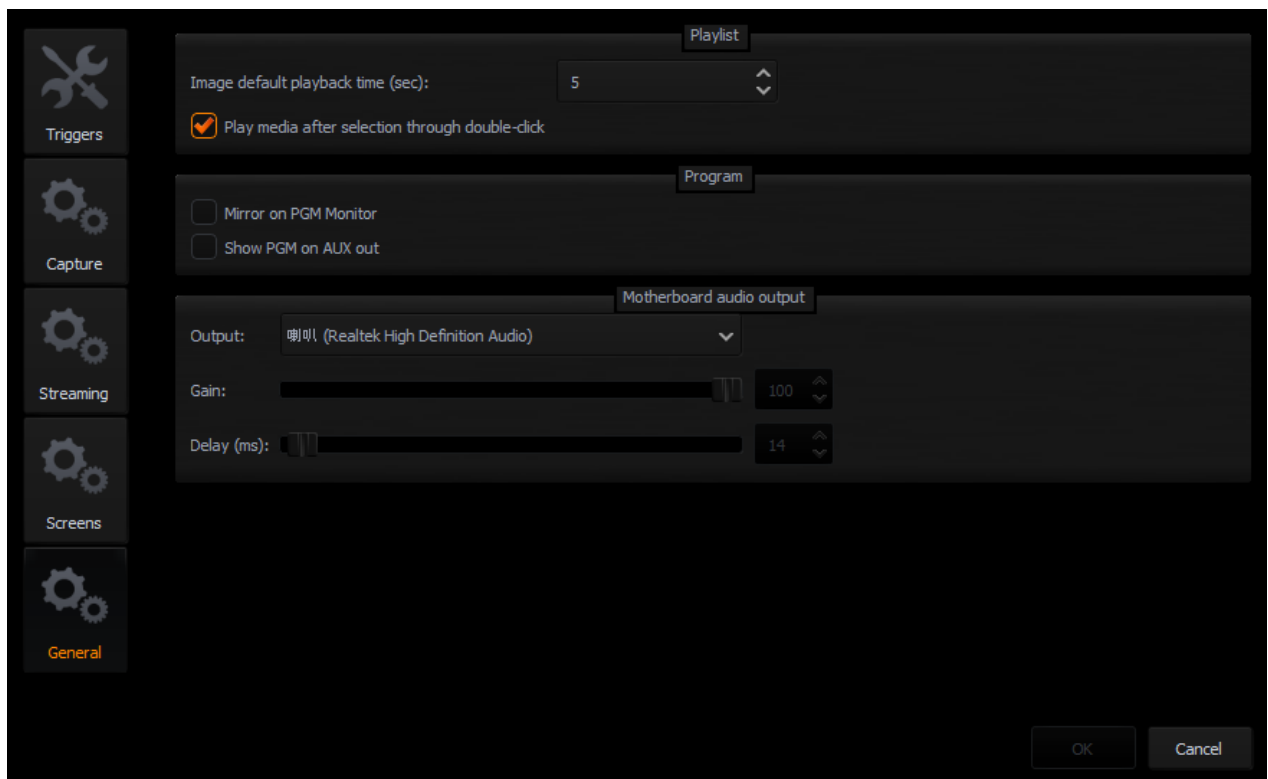 Playlist
Image default playback time (sec): 5
Play media after selection through double-click
Triggers
Program
Mirror on PGM Monitor
Show PGM on AUX out
Capture
Motherboard audio output
Output: 喇叭 (Realtek High Definition Audio)
Gain: 100
Streaming
Delay (ms): 14
Screens
General
OK Cancel